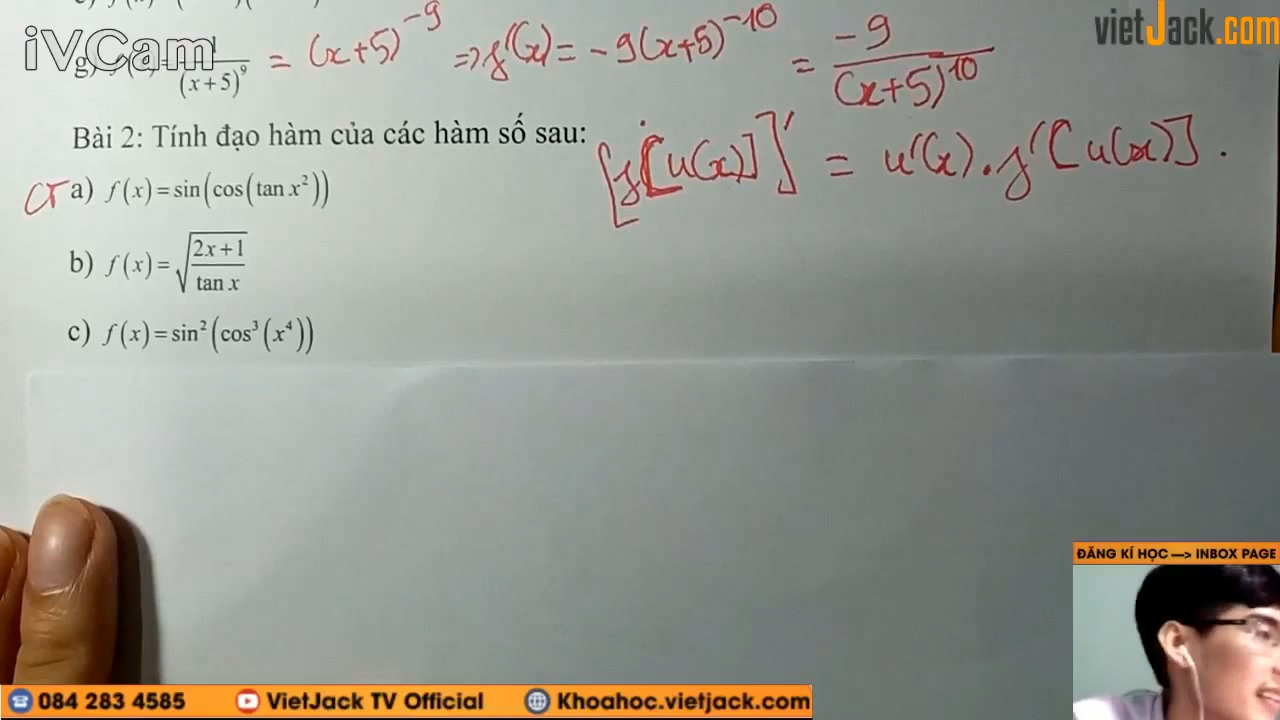 iVCam
vietJack.com
g) (x+5)⁹ = (x+5)⁻⁹ ⇒ f'(x) = -9(x+5)⁻¹⁰ = -9/(x+5)¹⁰
Bài 2: Tính đạo hàm của các hàm số sau:
[f[u(x)]]' = u'(x).f'[u(x)].
a) f(x)=sin(cos(tan x²))
b) f(x)=√((2x+1)/(tan x))
c) f(x)=sin²(cos³(x⁴))
ĐĂNG KÍ HỌC —> INBOX PAGE
084 283 4585 VietJack TV Official Khoahoc.vietjack.com